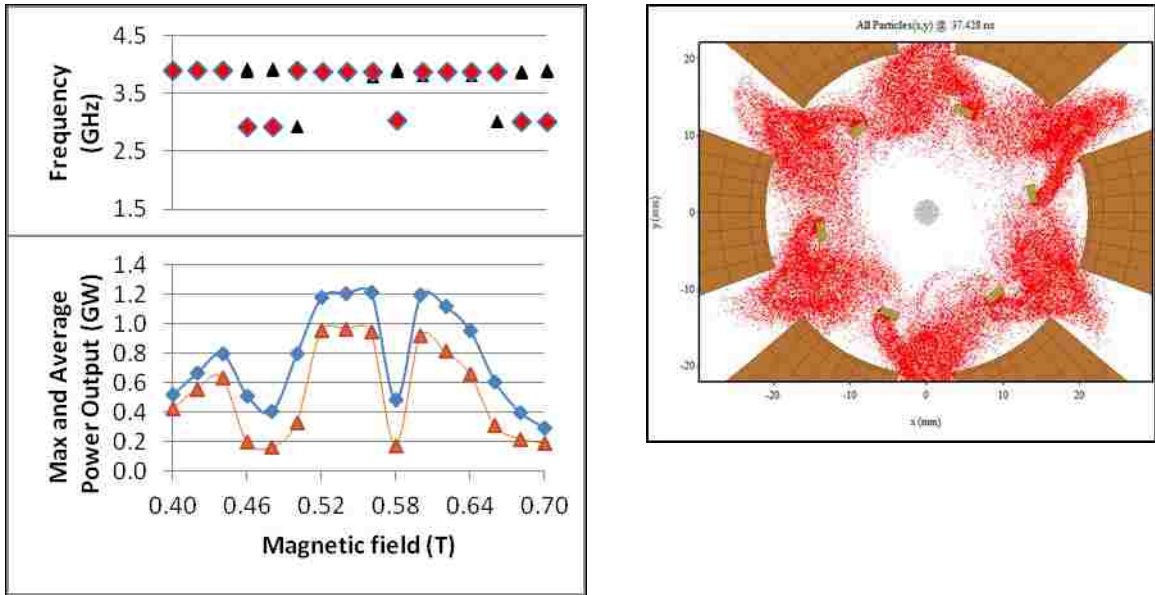 4.5
3.5
2.5
1.5
Frequency
(GHz)
1.4
1.2
1.0
0.8
0.6
0.4
0.2
0.0
Max and Average
Power Output (GW)
0.40 0.46 0.52 0.58 0.64 0.70
Magnetic field (T)
All Particles(x,y) @ 37.428 ns
20
10
0
-10
-20
y (mm)
-20 -10 0 10 20
x (mm)